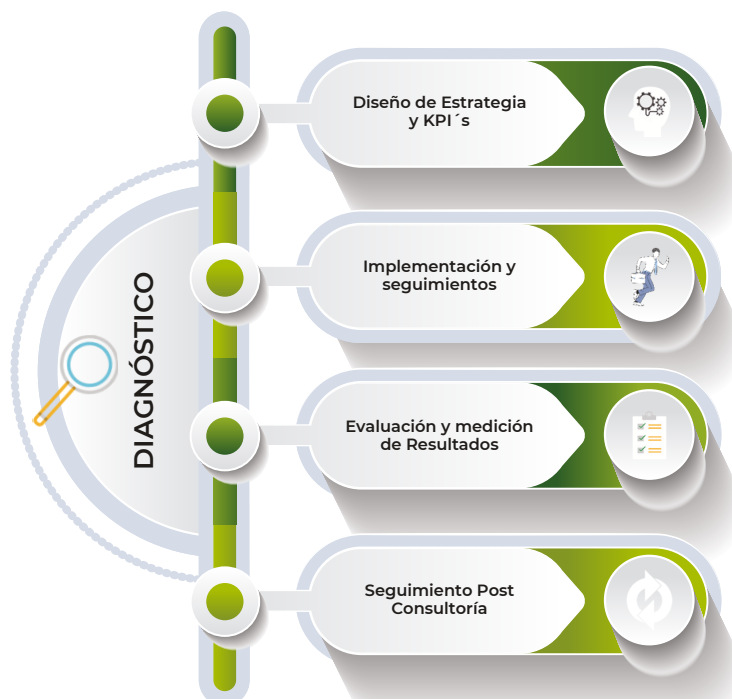 DIAGNÓSTICO
Diseño de Estrategia
y KPI´s
Implementación y
seguimientos
Evaluación y medición
de Resultados
Seguimiento Post
Consultoría